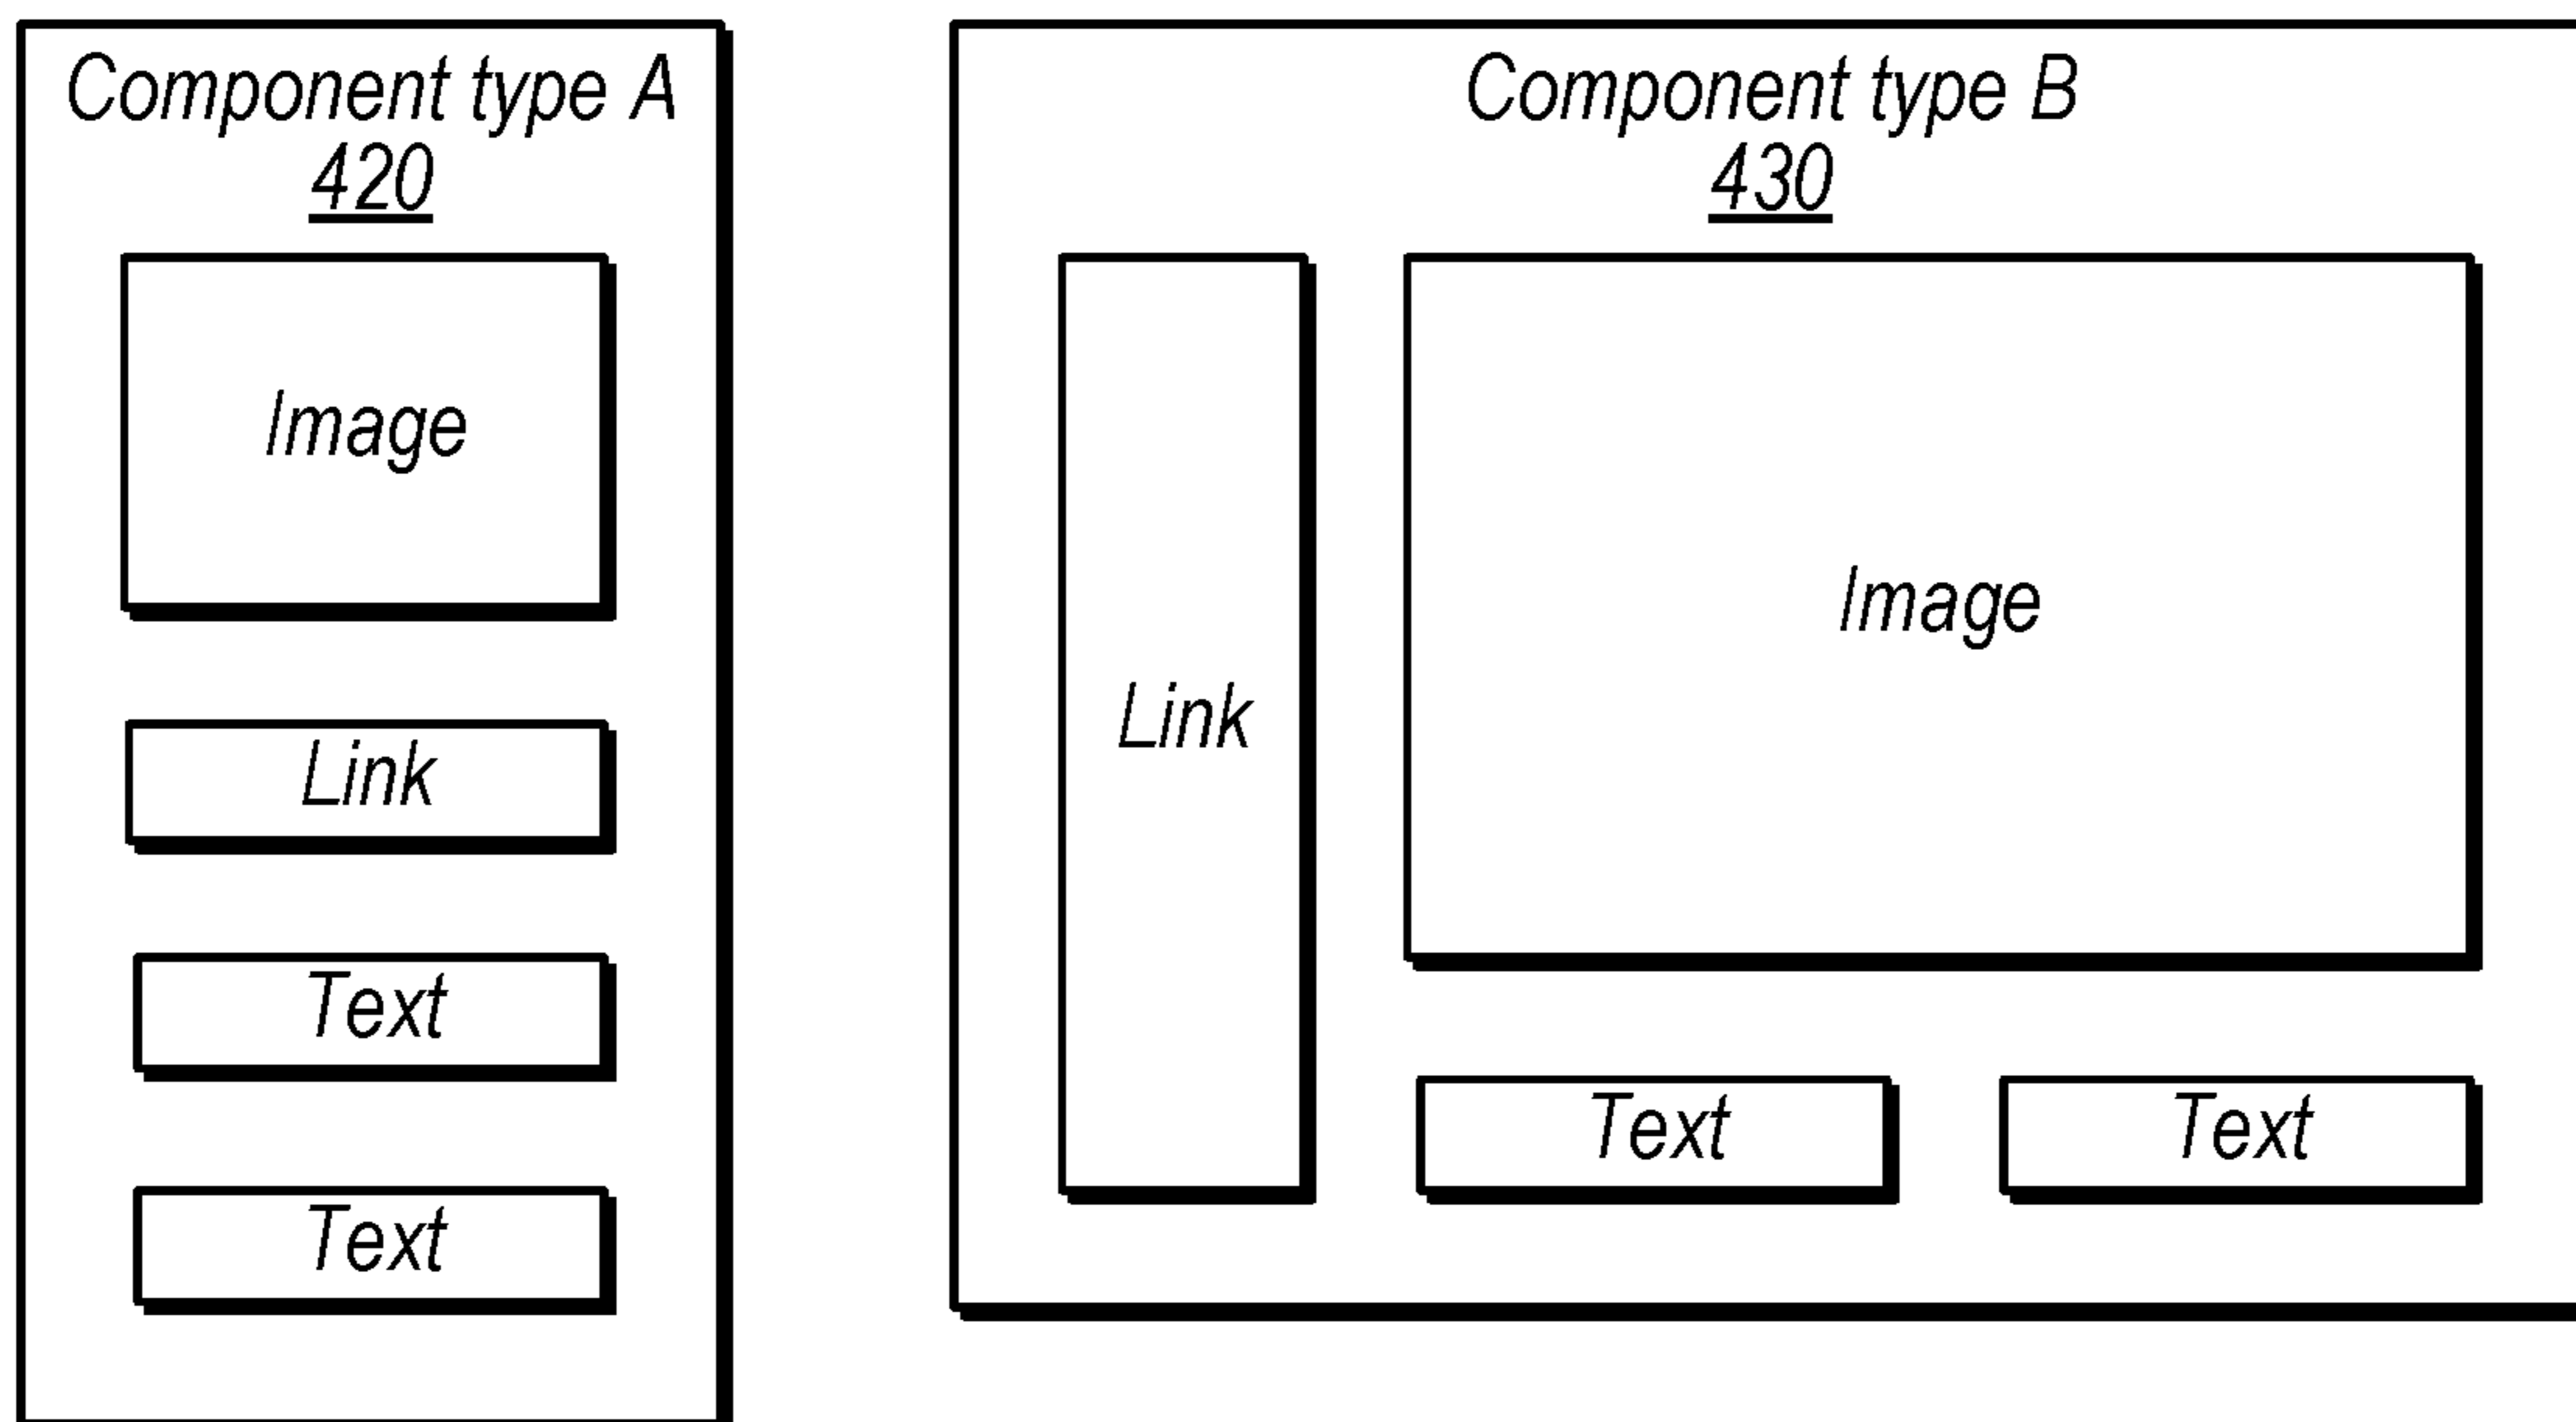 Component type A
420
Image
Link
Text
Text
Component type B
430
Link
Image
Text
Text